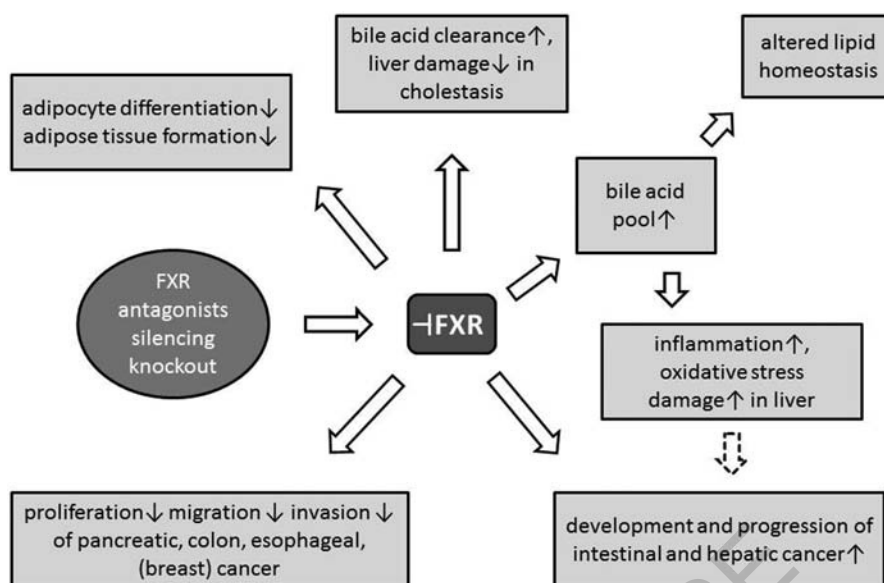 bile acid clearance↑,
liver damage↓ in
cholestasis
altered lipid
homeostasis
adipocyte differentiation↓
adipose tissue formation↓
bile acid
pool↑
FXR
antagonists
silencing
knockout
⊣FXR
inflammation↑,
oxidative stress
damage↑ in liver
proliferation↓ migration ↓ invasion ↓
of pancreatic, colon, esophageal,
(breast) cancer
development and progression of
intestinal and hepatic cancer↑